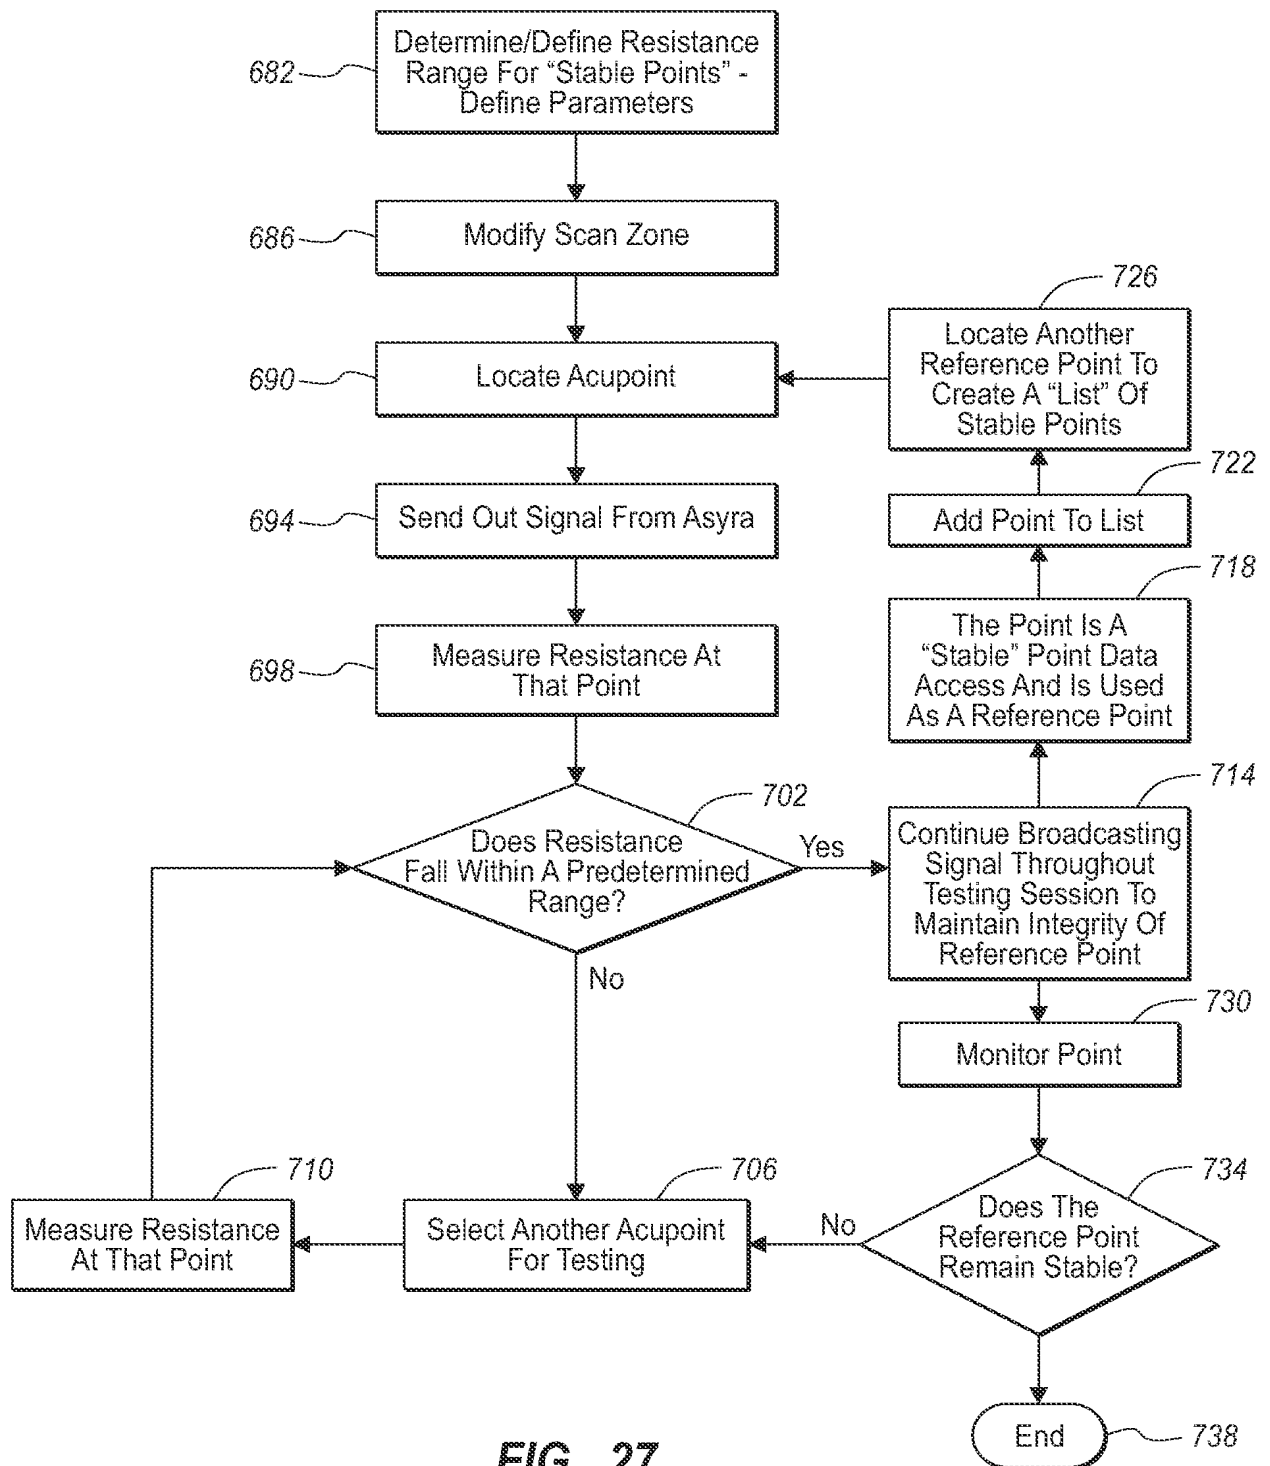 Determine/Define Resistance
Range For “Stable Points” -
Define Parameters
682
Modify Scan Zone
686
726
Locate Another
Reference Point To
Create A “List” Of
Stable Points
Locate Acupoint
690
722
Add Point To List
Send Out Signal From Asyra
694
718
The Point Is A
“Stable” Point Data
Access And Is Used
As A Reference Point
Measure Resistance At
That Point
698
702
Does Resistance
Fall Within A Predetermined
Range?
Yes
No
714
Continue Broadcasting
Signal Throughout
Testing Session To
Maintain Integrity Of
Reference Point
730
Monitor Point
710
Measure Resistance
At That Point
706
Select Another Acupoint
For Testing
No
734
Does The
Reference Point
Remain Stable?
End
738
FIG. 27